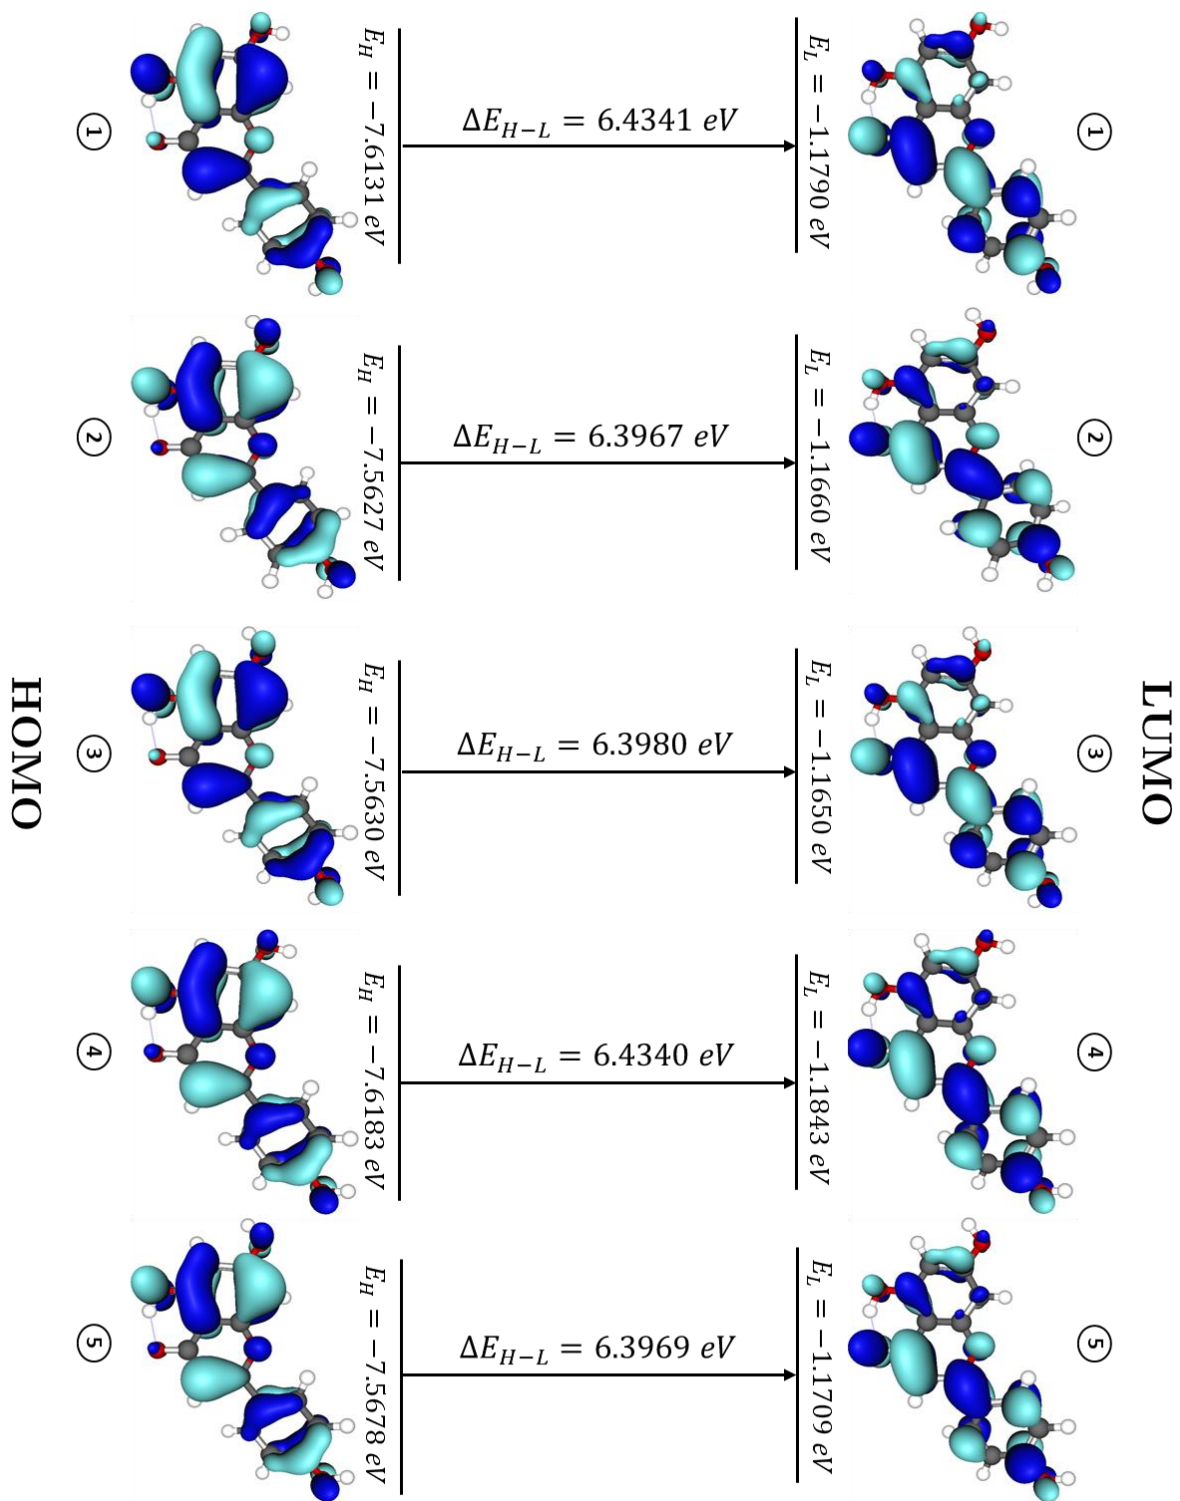 ①
E_H = −7.6131 eV
ΔE_{H−L} = 6.4341 eV
E_L = −1.1790 eV
①
②
E_H = −7.5627 eV
ΔE_{H−L} = 6.3967 eV
E_L = −1.1660 eV
②
③
E_H = −7.5630 eV
ΔE_{H−L} = 6.3980 eV
E_L = −1.1650 eV
③
④
E_H = −7.6183 eV
ΔE_{H−L} = 6.4340 eV
E_L = −1.1843 eV
④
⑤
E_H = −7.5678 eV
ΔE_{H−L} = 6.3969 eV
E_L = −1.1709 eV
⑤
HOMO
LUMO